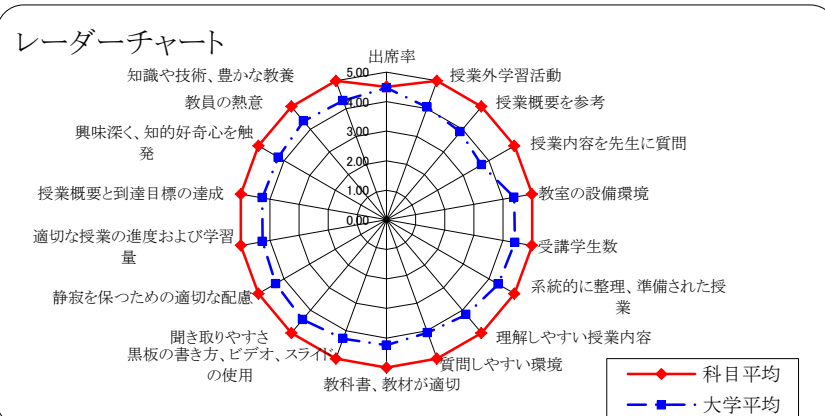 レーダーチャート
出席率
授業外学習活動
授業概要を参考
授業内容を先生に質問
教室の設備環境
受講学生数
系統的に整理、準備された授
業
理解しやすい授業内容
質問しやすい環境
教科書、教材が適切
黒板の書き方、ビデオ、スライド
の使用
聞き取りやすさ
静寂を保つための適切な配慮
適切な授業の進度および学習
量
授業概要と到達目標の達成
興味深く、知的好奇心を触
発
教員の熱意
知識や技術、豊かな教養
5.00
4.00
3.00
2.00
1.00
0.00
科目平均
大学平均